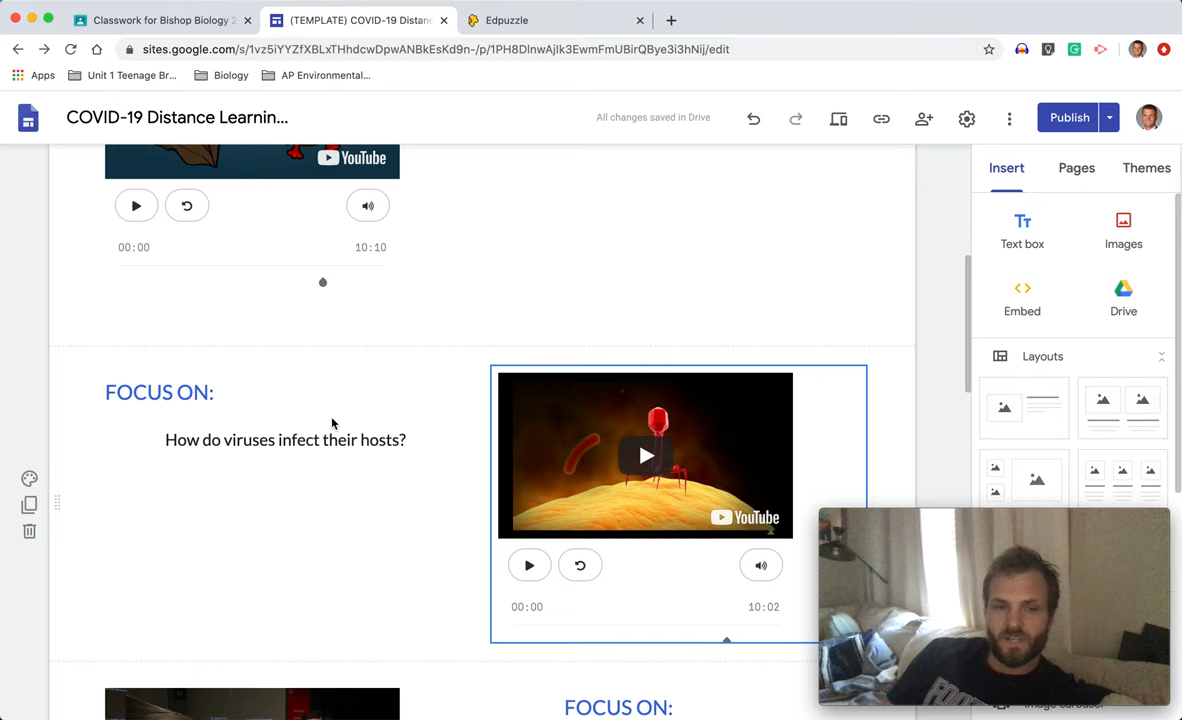 Classwork for Bishop Biology 2
(TEMPLATE) COVID-19 Distanc
Edpuzzle
sites.google.com/s/1vz5iYYZfXBLxTHhdcwDpwANBkEsKd9n-/p/1PH8DlnwAjlk3EwmFmUBirQBye3i3hNij/edit
Apps
Unit 1 Teenage Br...
Biology
AP Environmental...
COVID-19 Distance Learnin...
All changes saved in Drive
Publish
YouTube
00:00
10:10
FOCUS ON:
How do viruses infect their hosts?
YouTube
00:00
10:02
FOCUS ON:
Insert
Pages
Themes
Text box
Images
Embed
Drive
Layouts